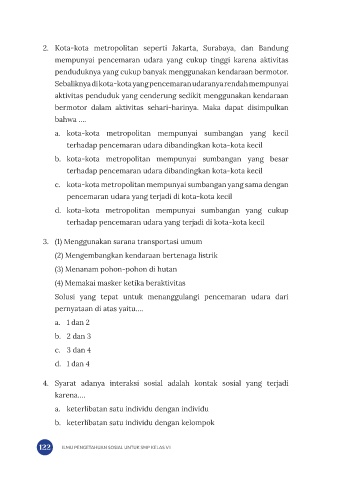 2. Kota-kota metropolitan seperti Jakarta, Surabaya, dan Bandung
mempunyai pencemaran udara yang cukup tinggi karena aktivitas
penduduknya yang cukup banyak menggunakan kendaraan bermotor.
Sebaliknya di kota-kota yang pencemaran udaranya rendah mempunyai
aktivitas penduduk yang cenderung sedikit menggunakan kendaraan
bermotor dalam aktivitas sehari-harinya. Maka dapat disimpulkan
bahwa ....
a. kota-kota metropolitan mempunyai sumbangan yang kecil
terhadap pencemaran udara dibandingkan kota-kota kecil
b. kota-kota metropolitan mempunyai sumbangan yang besar
terhadap pencemaran udara dibandingkan kota-kota kecil
c. kota-kota metropolitan mempunyai sumbangan yang sama dengan
pencemaran udara yang terjadi di kota-kota kecil
d. kota-kota metropolitan mempunyai sumbangan yang cukup
terhadap pencemaran udara yang terjadi di kota-kota kecil
3. (1) Menggunakan sarana transportasi umum
(2) Mengembangkan kendaraan bertenaga listrik
(3) Menanam pohon-pohon di hutan
(4) Memakai masker ketika beraktivitas
Solusi yang tepat untuk menanggulangi pencemaran udara dari
pernyataan di atas yaitu....
a. 1 dan 2
b. 2 dan 3
c. 3 dan 4
d. 1 dan 4
4. Syarat adanya interaksi sosial adalah kontak sosial yang terjadi
karena....
a. keterlibatan satu individu dengan individu
b. keterlibatan satu individu dengan kelompok
122 ILMU PENGETAHUAN SOSIAL UNTUK SMP KELAS VII